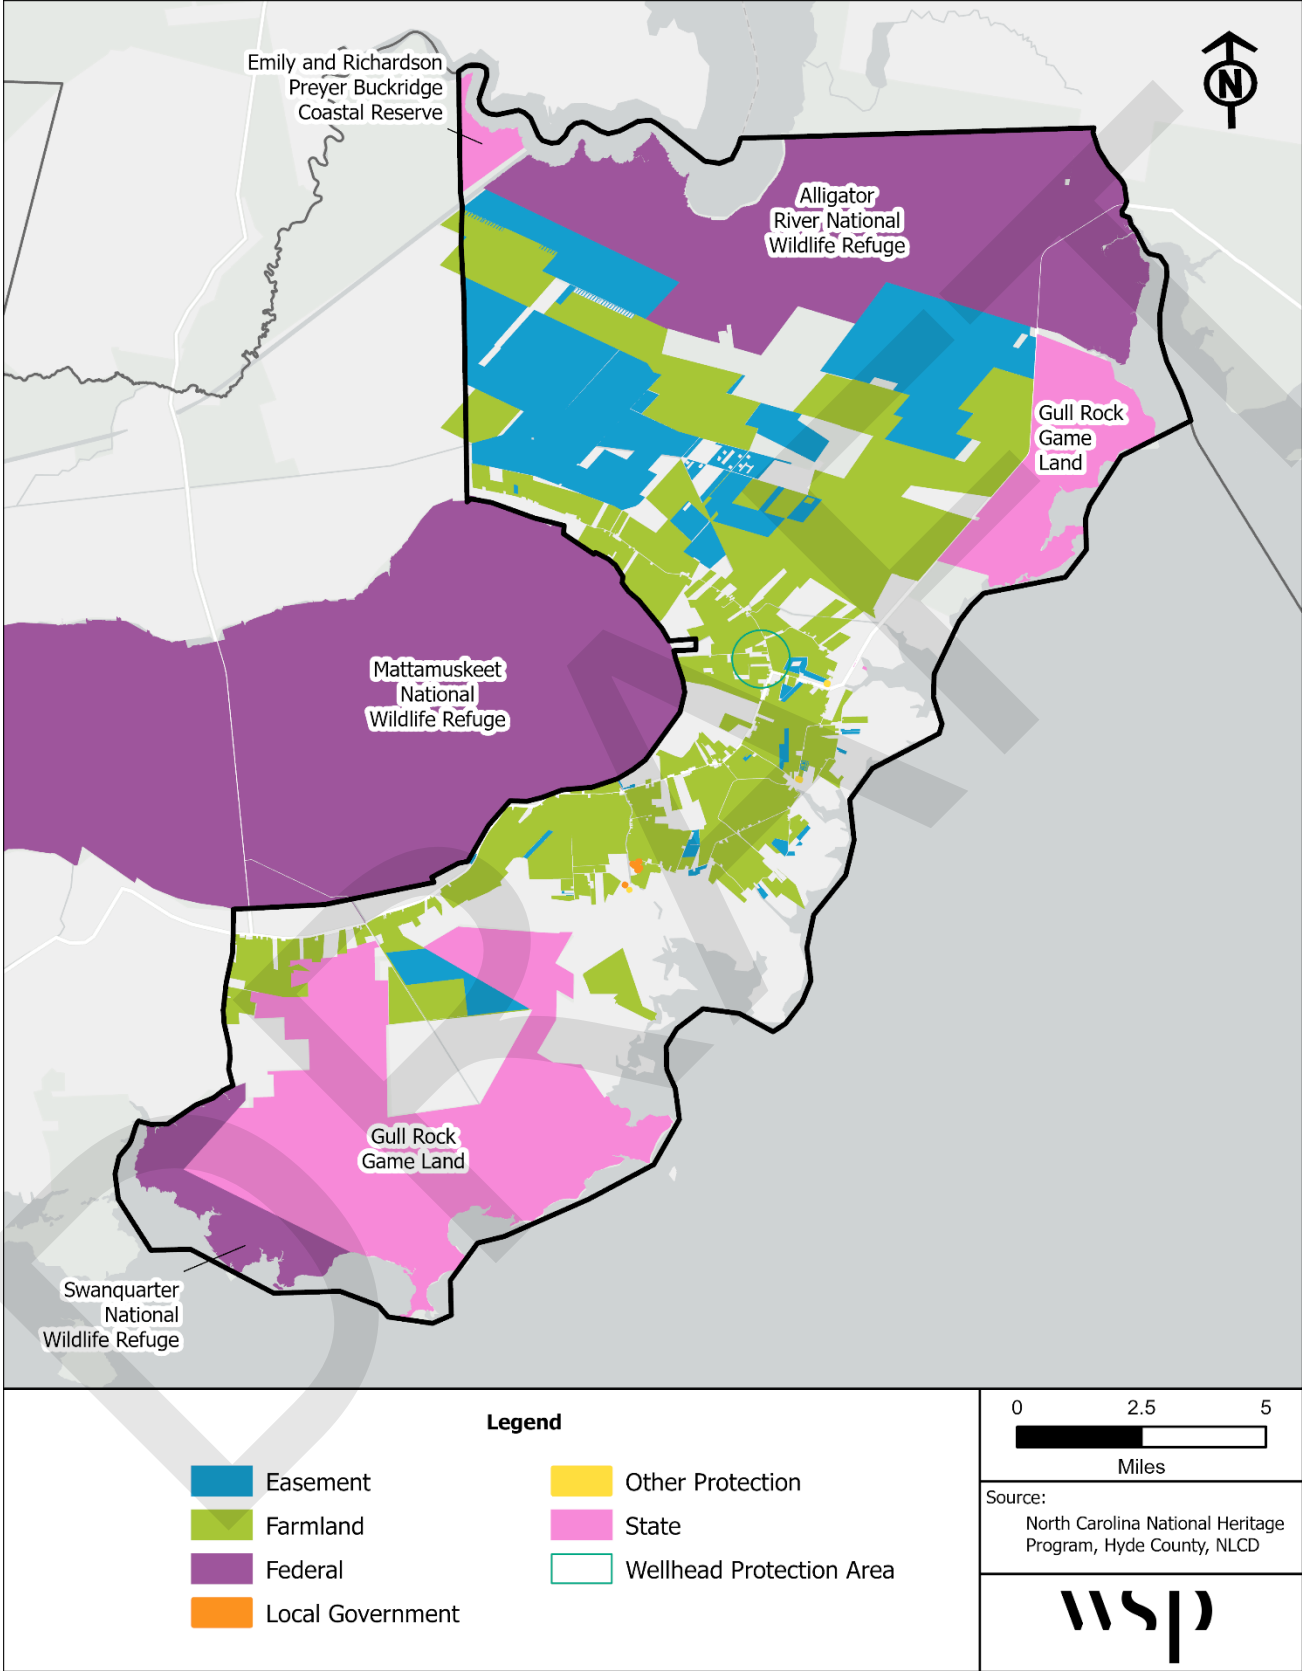 Emily and Richardson
Preyer Buckridge
Coastal Reserve
N
Alligator
River National
Wildlife Refuge
Gull Rock
Game
Land
Mattamuskeet
National
Wildlife Refuge
Gull Rock
Game Land
Swanquarter
National
Wildlife Refuge
DRAFT
Legend
Easement
Farmland
Federal
Local Government
Other Protection
State
Wellhead Protection Area
0 2.5 5
Miles
Source:
North Carolina National Heritage
Program, Hyde County, NLCD
wsp